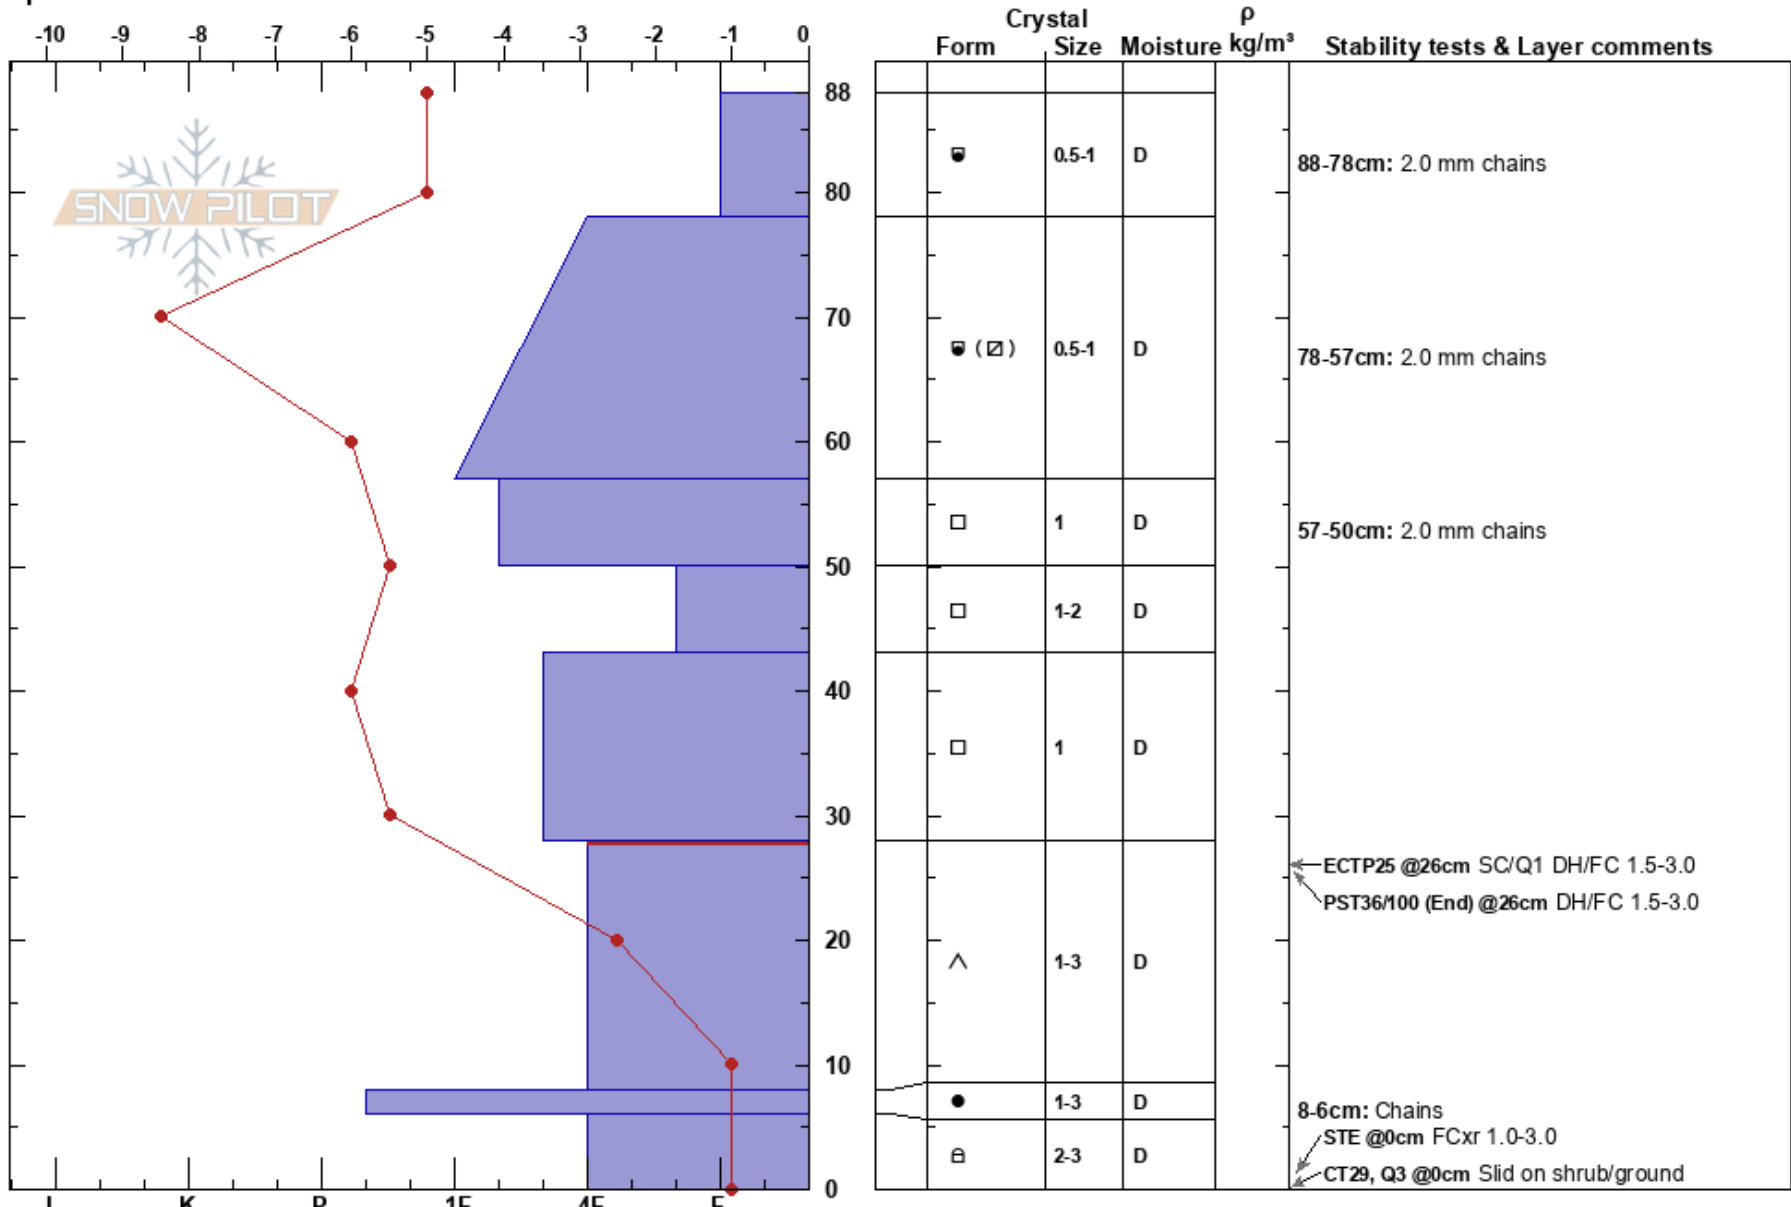 Crystal ρ
-10 -9 -8 -7 -6 -5 -4 -3 -2 -1 0 Form Size Moisture kg/m³ Stability tests & Layer comments
88
0.5-1 D 88-78cm: 2.0 mm chains
80
SNOW PILOT
70
( ) 0.5-1 D 78-57cm: 2.0 mm chains
60
1 D 57-50cm: 2.0 mm chains
50
1-2 D
40
1 D
30
ECTP25 @26cm SC/Q1 DH/FC 1.5-3.0
PST36/100 (End) @26cm DH/FC 1.5-3.0
20
1-3 D
10
1-3 D 8-6cm: Chains
STE @0cm FCxr 1.0-3.0
2-3 D
CT29, Q3 @0cm Slid on shrub/ground
0
I K P 1F 4F F